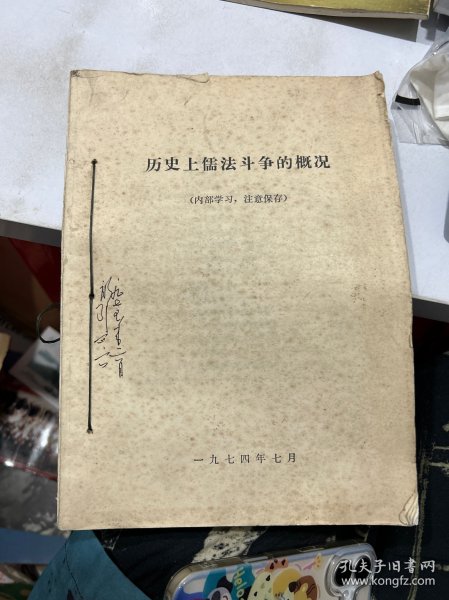 历史上儒法斗争的概况
（内部学习，注意保存）
一九七四年七月
孔夫子旧书网
www.kongfz.com